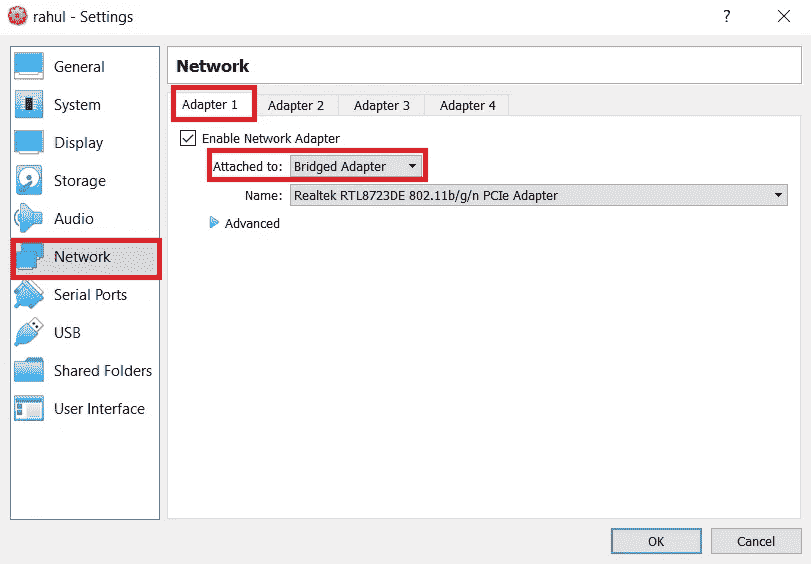 rahul - Settings
?
General
System
Display
Storage
Audio
Network
Serial Ports
USB
Shared Folders
User Interface
Network
Adapter 1 Adapter 2 Adapter 3 Adapter 4
Enable Network Adapter
Attached to: Bridged Adapter
Name: Realtek RTL8723DE 802.11b/g/n PCIe Adapter
Advanced
OK Cancel